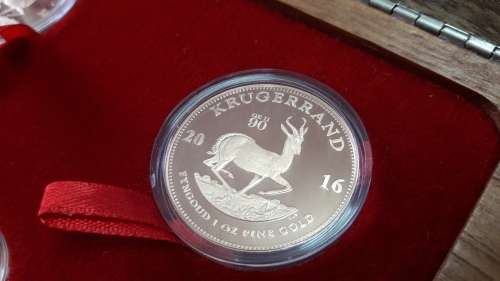 KRUGERRAND
20 16
FYNGOUD 1 OZ FINE GOLD